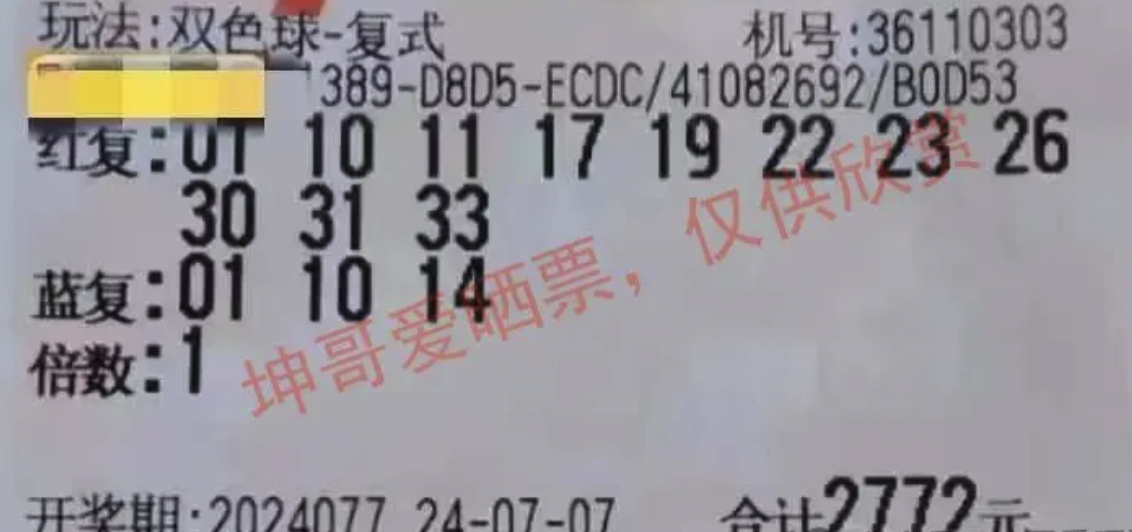 玩法:双色球-复式 机号:36110303
389-D8D5-ECDC/41082692/B0D53
红复:01 10 11 17 19 22 23 26
30 31 33
蓝复:01 10 14
倍数:1
坤哥爱晒票，仅供欣赏
开奖期:2024077 24-07-07 合计2772元